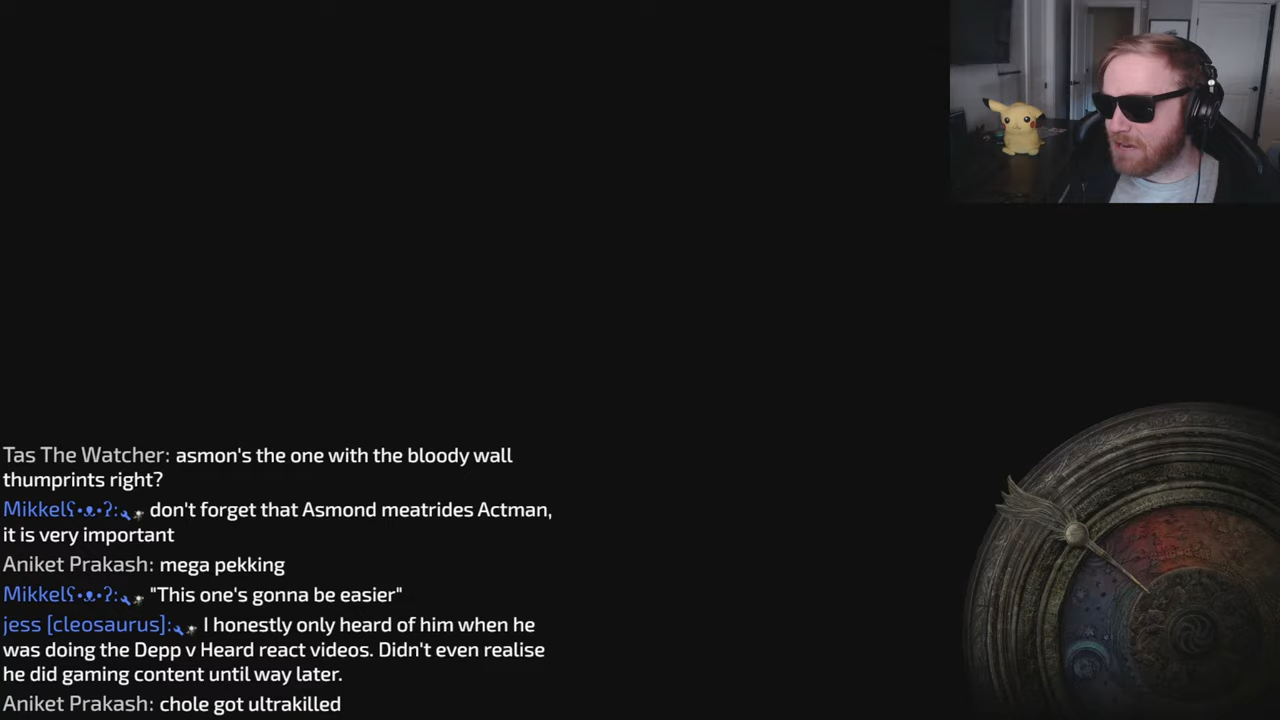 Tas The Watcher: asmon's the one with the bloody wall
thumprints right?
Mikkelʕ•ᴥ•ʔ: don't forget that Asmond meatrides Actman,
it is very important
Aniket Prakash: mega pekking
Mikkelʕ•ᴥ•ʔ: "This one's gonna be easier"
jess [cleosaurus]: I honestly only heard of him when he
was doing the Depp v Heard react videos. Didn't even realise
he did gaming content until way later.
Aniket Prakash: chole got ultrakilled